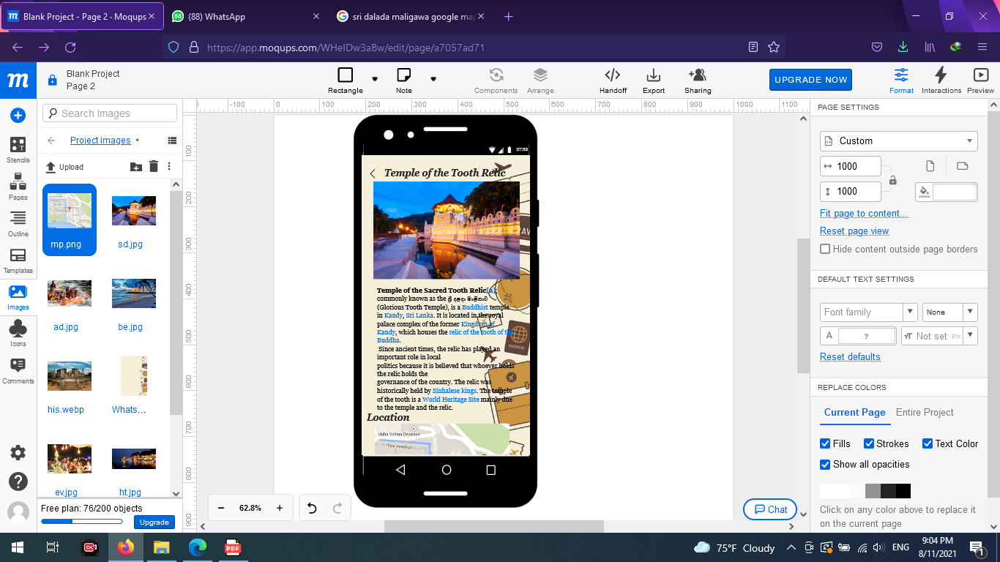 Blank Project - Page 2 · Moqups
(88) WhatsApp
sri dalada maligawa google ma
https://app.moqups.com/WHeIDw3aBw/edit/page/a7057ad71
Blank Project
Page 2
Rectangle
Note
Components
Arrange
Handoff
Export
Sharing
UPGRADE NOW
Format
Interactions
Preview
Stencils
Pages
Outline
Templates
Images
Icons
Comments
Search Images
Project images
Upload
mp.png
sd.jpg
ad.jpg
be.jpg
his.webp
Whats...
ev.jpg
ht.jpg
Free plan: 76/200 objects
Upgrade
-100
0
100
200
300
400
500
600
700
800
900
1000
1100
100
200
300
400
500
600
700
800
900
07:53
Temple of the Tooth Relic
Temple of the Sacred Tooth Relic[a];
commonly known as the ශ්‍රී දළදා මාළිගාව
(Glorious Tooth Temple), is a Buddhist temple
in Kandy, Sri Lanka. It is located in the royal
palace complex of the former Kingdom of
Kandy, which houses the relic of the tooth of the
Buddha.
Since ancient times, the relic has played an
important role in local
politics because it is believed that whoever holds
the relic holds the
governance of the country. The relic was
historically held by Sinhalese kings. The temple
of the tooth is a World Heritage Site mainly due
to the temple and the relic.
PASSPORT
Location
Maha Vishnu Devalaya
Raja Veediya
62.8%
Chat
PAGE SETTINGS
Custom
1000
1000
Fit page to content...
Reset page view
Hide content outside page borders
DEFAULT TEXT SETTINGS
Font family
None
A
?
Not set PX
Reset defaults
REPLACE COLORS
Current Page
Entire Project
Fills
Strokes
Text Color
Show all opacities
Click on any color above to replace it
on the current page
75°F Cloudy
ENG
9:04 PM
8/11/2021
1